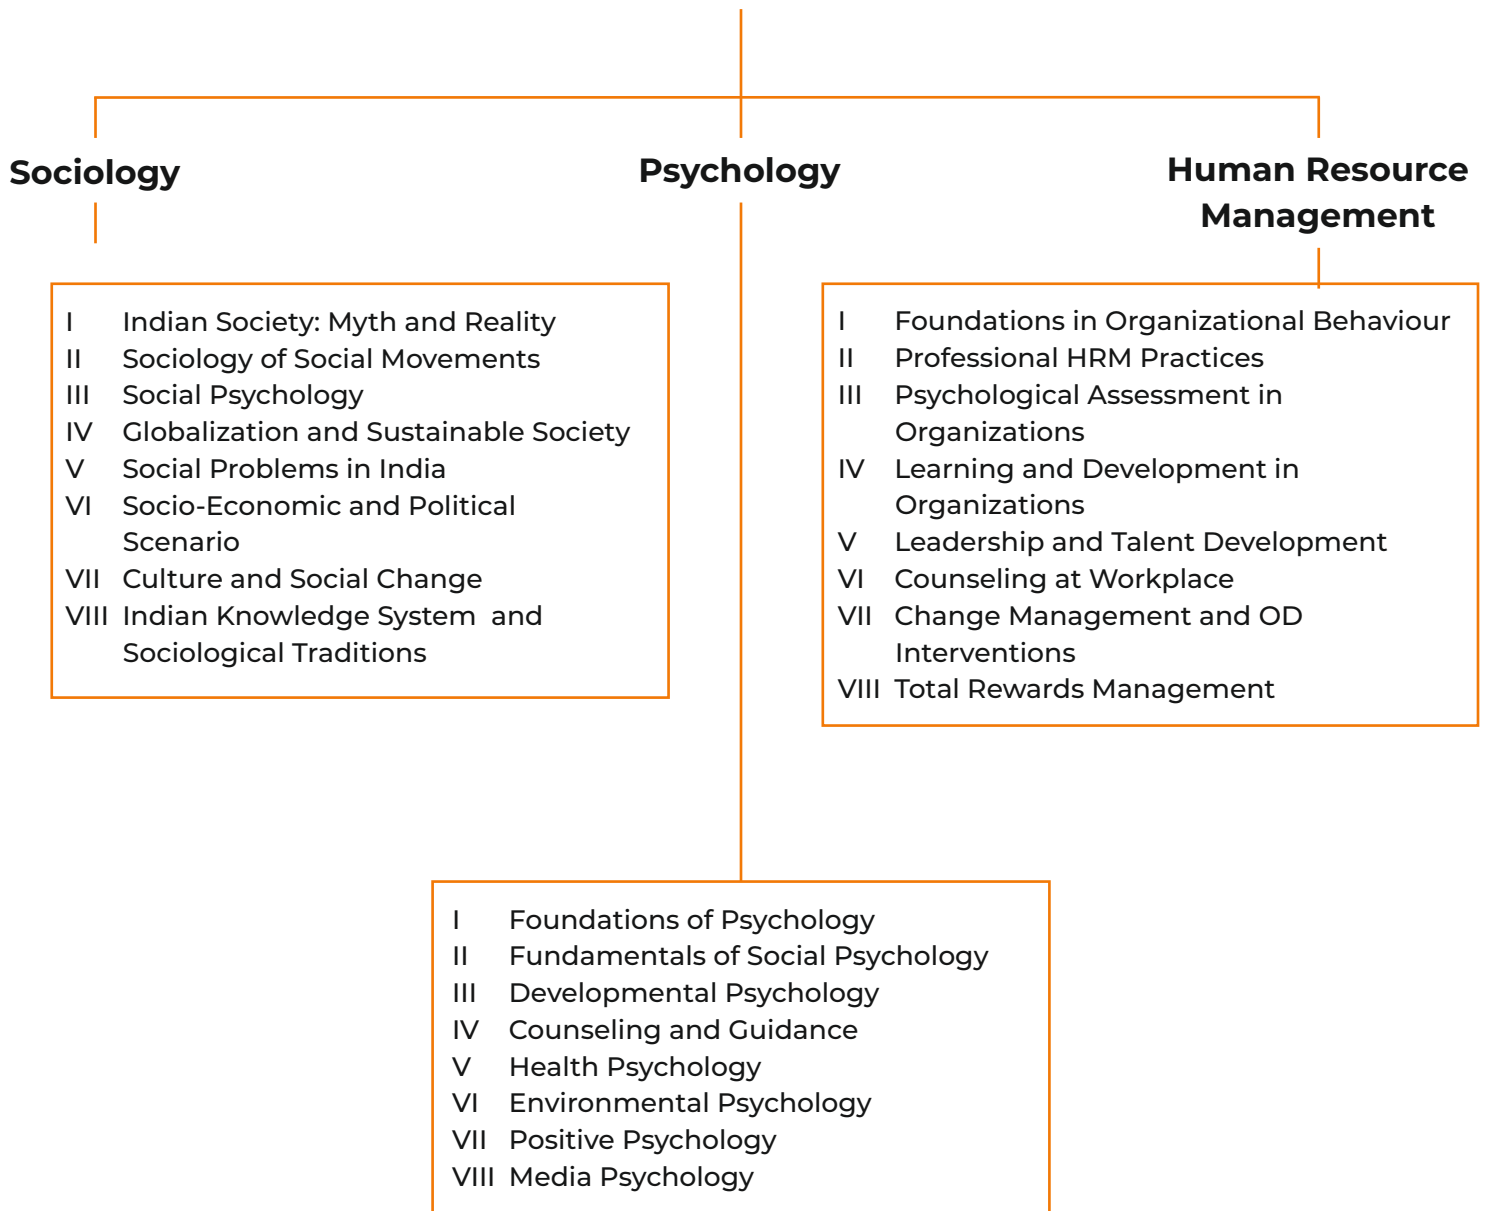 Sociology
Psychology
Human Resource
Management
I Indian Society: Myth and Reality
II Sociology of Social Movements
III Social Psychology
IV Globalization and Sustainable Society
V Social Problems in India
VI Socio-Economic and Political
Scenario
VII Culture and Social Change
VIII Indian Knowledge System and
Sociological Traditions
I Foundations in Organizational Behaviour
II Professional HRM Practices
III Psychological Assessment in
Organizations
IV Learning and Development in
Organizations
V Leadership and Talent Development
VI Counseling at Workplace
VII Change Management and OD
Interventions
VIII Total Rewards Management
I Foundations of Psychology
II Fundamentals of Social Psychology
III Developmental Psychology
IV Counseling and Guidance
V Health Psychology
VI Environmental Psychology
VII Positive Psychology
VIII Media Psychology